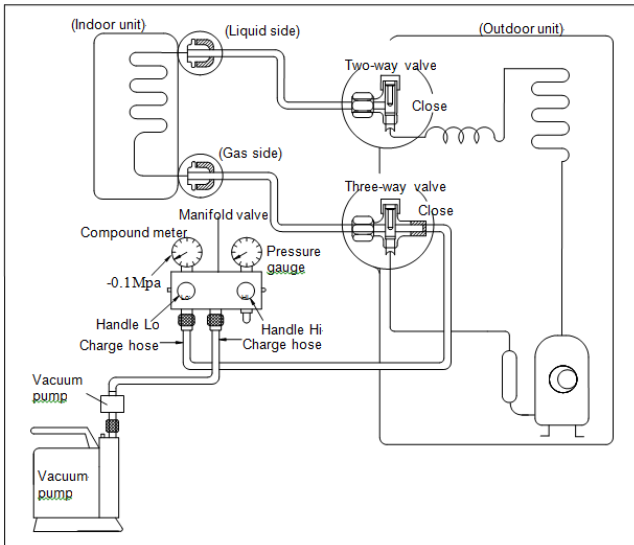 (Indoor unit)
(Liquid side)
(Outdoor unit)
Two-way valve
Close
(Gas side)
Three-way valve
Close
Manifold valve
Compound meter
Pressure
gauge
-0.1Mpa
Handle Lo
Handle Hi
Charge hose
Charge hose
Vacuum
pump
Vacuum
pump